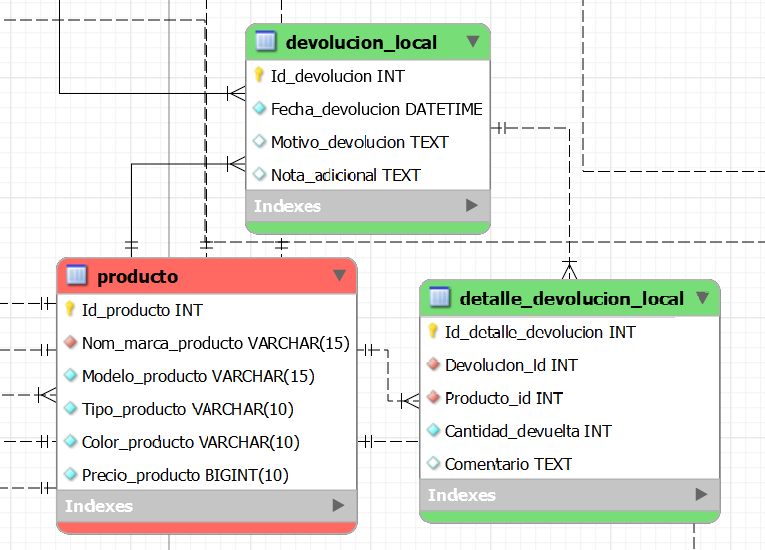 devolucion_local
Id_devolucion INT
Fecha_devolucion DATETIME
Motivo_devolucion TEXT
Nota_adicional TEXT
Indexes
producto
Id_producto INT
Nom_marca_producto VARCHAR(15)
Modelo_producto VARCHAR(15)
Tipo_producto VARCHAR(10)
Color_producto VARCHAR(10)
Precio_producto BIGINT(10)
Indexes
detalle_devolucion_local
Id_detalle_devolucion INT
Devolucion_id INT
Producto_id INT
Cantidad_devuelta INT
Comentario TEXT
Indexes